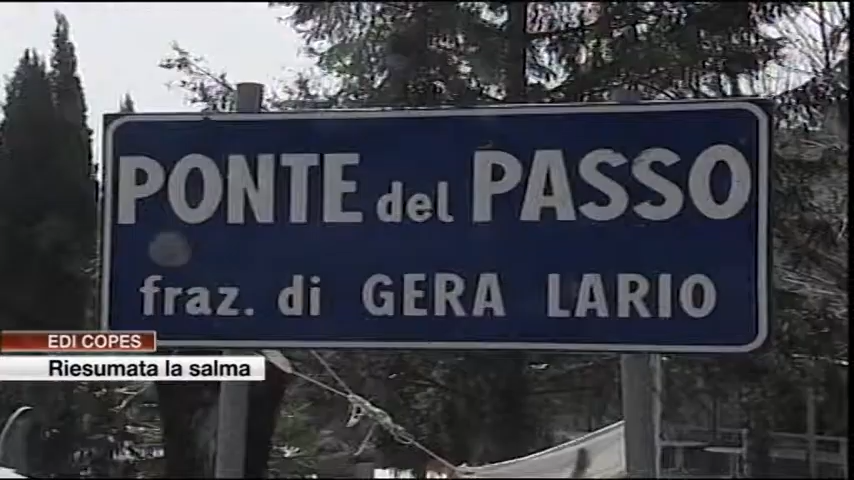 PONTE del PASSO
fraz. di GERA LARIO
EDI COPES
Riesumata la salma